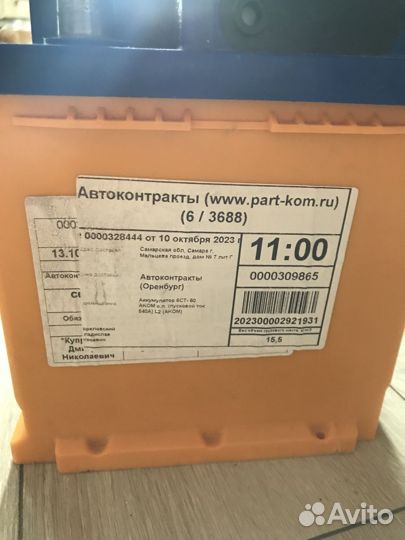 Автоконтракты (www.part-kom.ru)
(6 / 3688)
000
0000328444 от 10 октября 2023 г
Самарская обл, Самара г,
Мальцева проезд, дом № 7 лит Г
13.10
11:00
0000309865
Автоконтракты
(Оренбург)
Аккумулятор 6СТ- 60
АКОМ о.п. (пусковой ток
540А) L2 (АКОМ)
202300002921931
15,5
Николаевич
Avito